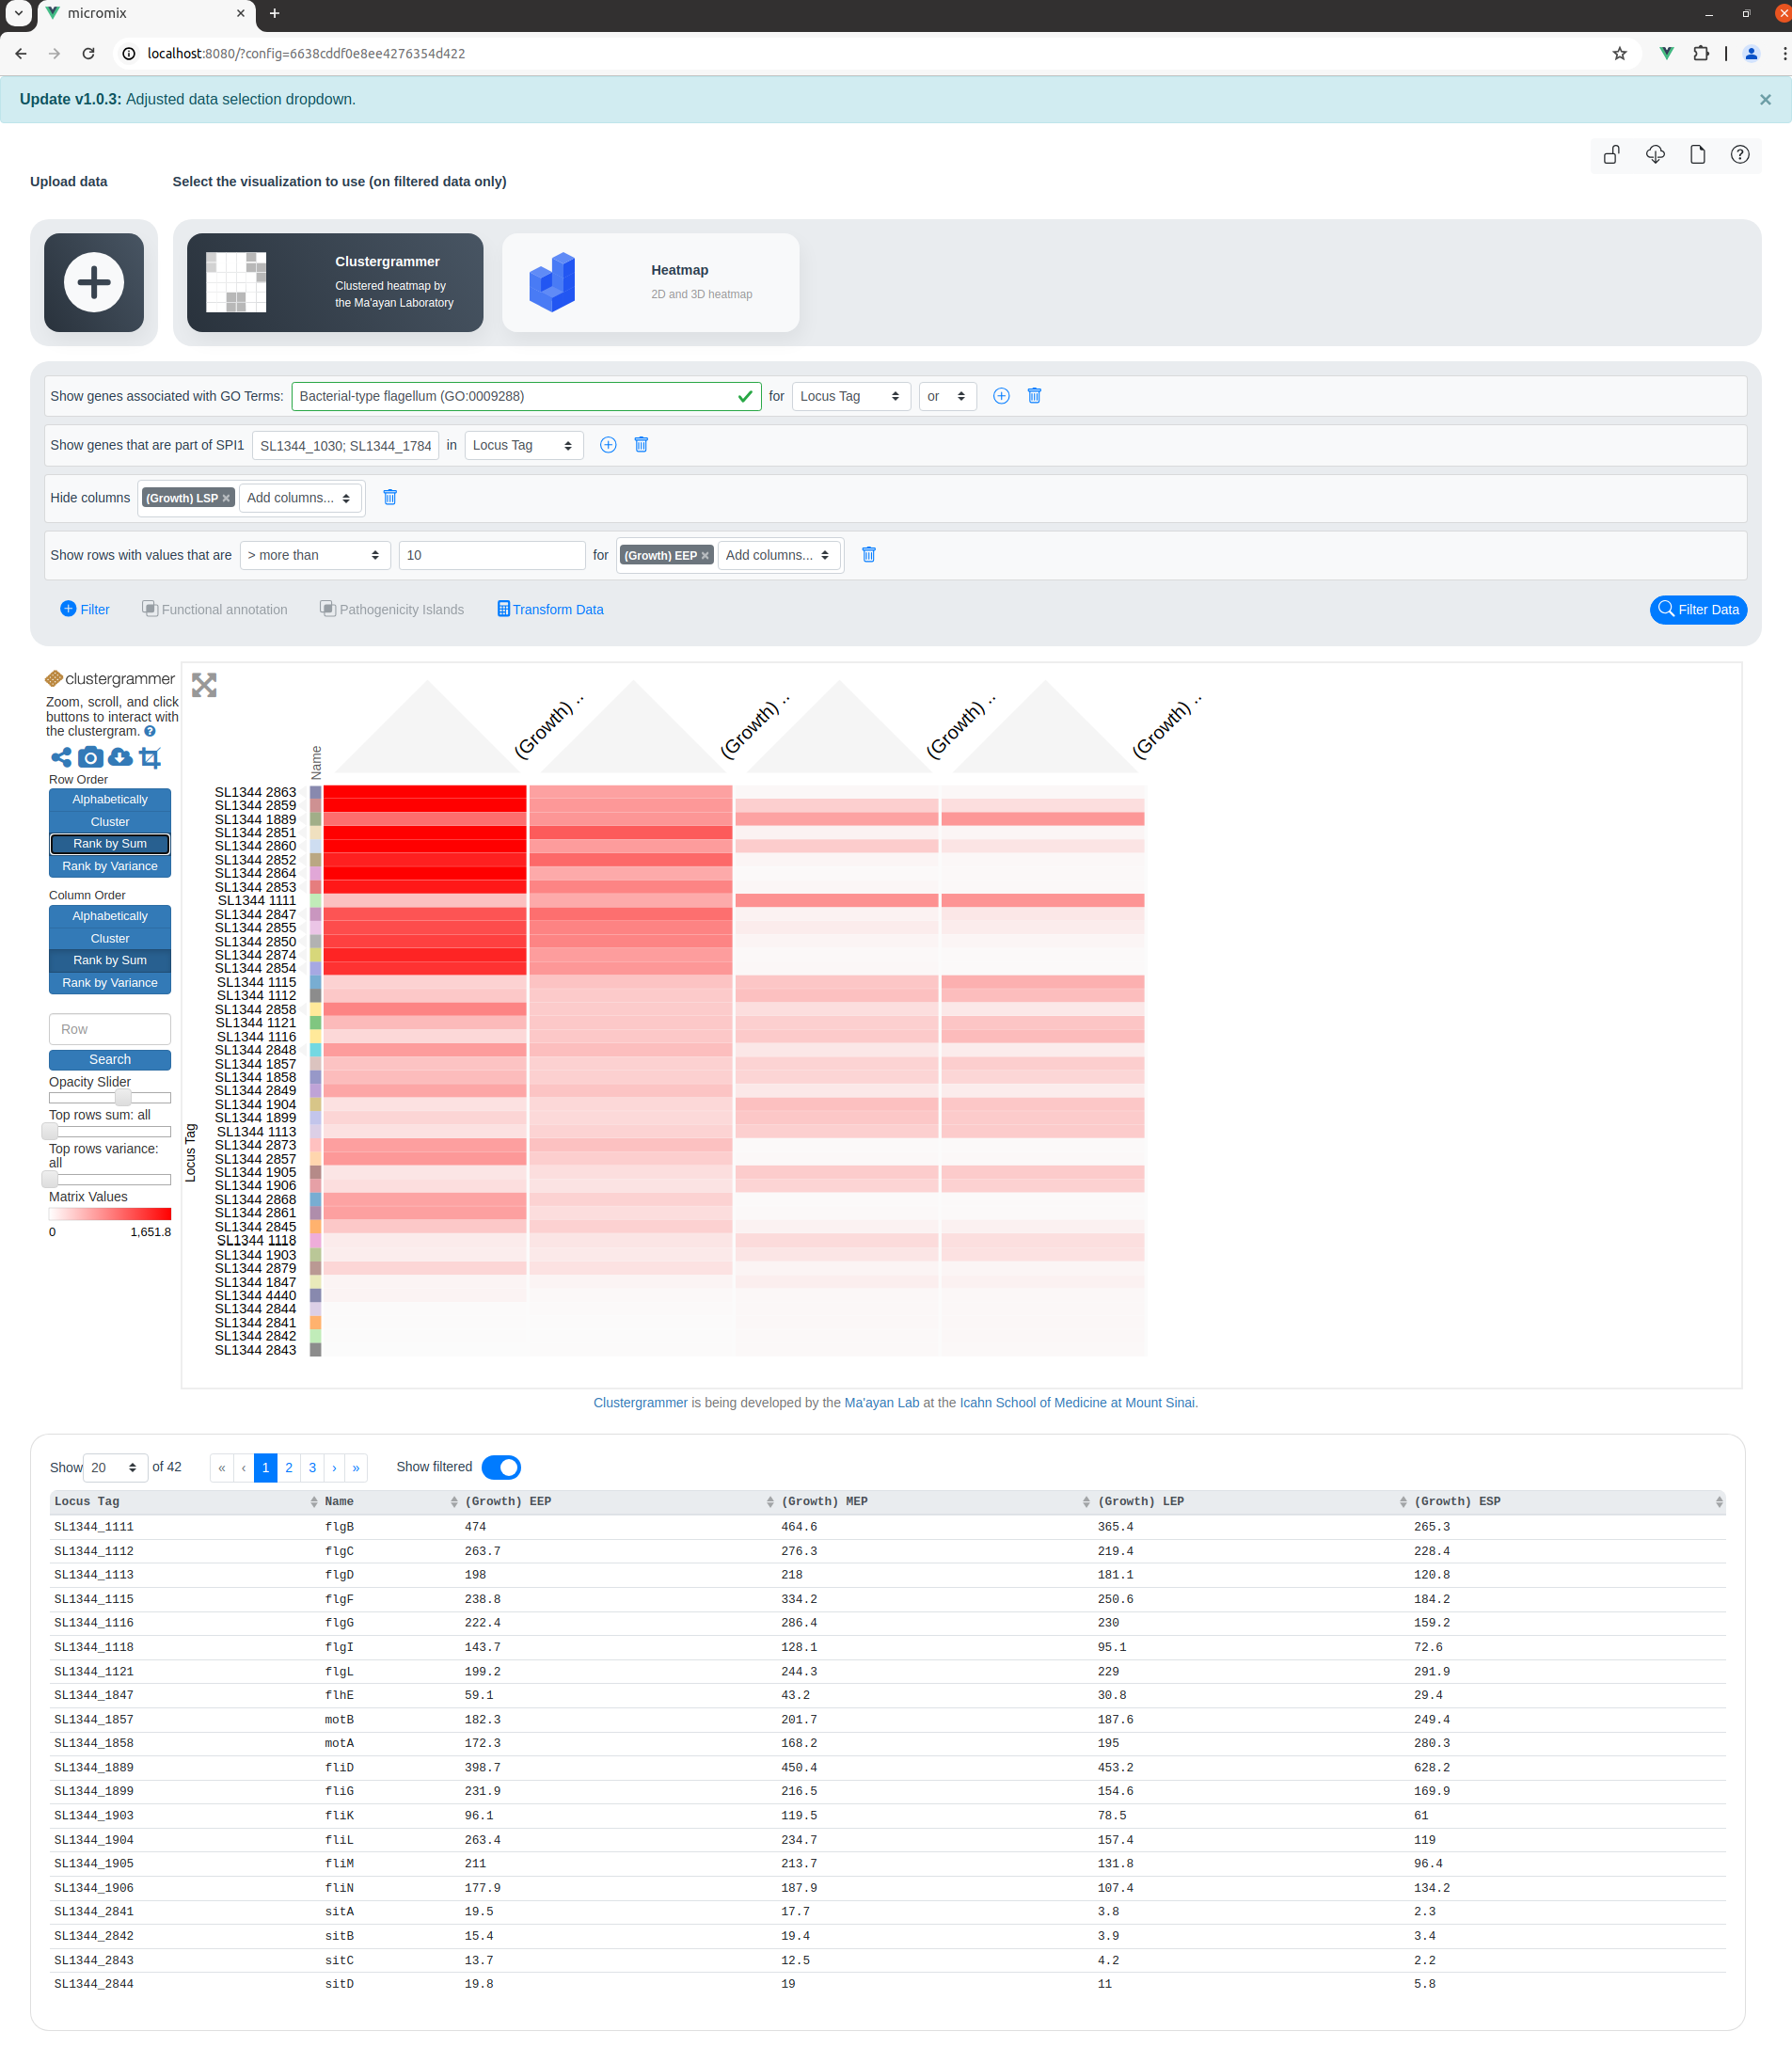 micromix
localhost:8080/?config=6638cddf0e8ee4276354d422
Update v1.0.3: Adjusted data selection dropdown.
Upload data
Select the visualization to use (on filtered data only)
Clustergrammer
Clustered heatmap by
the Ma'ayan Laboratory
Heatmap
2D and 3D heatmap
Show genes associated with GO Terms: Bacterial-type flagellum (GO:0009288) for Locus Tag or
Show genes that are part of SPI1 SL1344_1030; SL1344_1784 in Locus Tag
Hide columns (Growth) LSP × Add columns...
Show rows with values that are > more than 10 for (Growth) EEP × Add columns...
Filter Functional annotation Pathogenicity Islands Transform Data Filter Data
clustergrammer
Zoom, scroll, and click
buttons to interact with
the clustergram.
Row Order
Alphabetically
Cluster
Rank by Sum
Rank by Variance
Column Order
Alphabetically
Cluster
Rank by Sum
Rank by Variance
Row
Search
Opacity Slider
Top rows sum: all
Top rows variance:
all
Matrix Values
0 1,651.8
(Growth) ..
(Growth) ..
(Growth) ..
(Growth) ..
Name
Locus Tag
SL1344 2863
SL1344 2859
SL1344 1889
SL1344 2851
SL1344 2860
SL1344 2852
SL1344 2864
SL1344 2853
SL1344 1111
SL1344 2847
SL1344 2855
SL1344 2850
SL1344 2874
SL1344 2854
SL1344 1115
SL1344 1112
SL1344 2858
SL1344 1121
SL1344 1116
SL1344 2848
SL1344 1857
SL1344 1858
SL1344 2849
SL1344 1904
SL1344 1899
SL1344 1113
SL1344 2873
SL1344 2857
SL1344 1905
SL1344 1906
SL1344 2868
SL1344 2861
SL1344 2845
SL1344 1118
SL1344 1903
SL1344 2879
SL1344 1847
SL1344 4440
SL1344 2844
SL1344 2841
SL1344 2842
SL1344 2843
Clustergrammer is being developed by the Ma'ayan Lab at the Icahn School of Medicine at Mount Sinai.
Show 20 of 42 « ‹ 1 2 3 › » Show filtered
Locus Tag Name (Growth) EEP (Growth) MEP (Growth) LEP (Growth) ESP
SL1344_1111 flgB 474 464.6 365.4 265.3
SL1344_1112 flgC 263.7 276.3 219.4 228.4
SL1344_1113 flgD 198 218 181.1 120.8
SL1344_1115 flgF 238.8 334.2 250.6 184.2
SL1344_1116 flgG 222.4 286.4 230 159.2
SL1344_1118 flgI 143.7 128.1 95.1 72.6
SL1344_1121 flgL 199.2 244.3 229 291.9
SL1344_1847 flhE 59.1 43.2 30.8 29.4
SL1344_1857 motB 182.3 201.7 187.6 249.4
SL1344_1858 motA 172.3 168.2 195 280.3
SL1344_1889 fliD 398.7 450.4 453.2 628.2
SL1344_1899 fliG 231.9 216.5 154.6 169.9
SL1344_1903 fliK 96.1 119.5 78.5 61
SL1344_1904 fliL 263.4 234.7 157.4 119
SL1344_1905 fliM 211 213.7 131.8 96.4
SL1344_1906 fliN 177.9 187.9 107.4 134.2
SL1344_2841 sitA 19.5 17.7 3.8 2.3
SL1344_2842 sitB 15.4 19.4 3.9 3.4
SL1344_2843 sitC 13.7 12.5 4.2 2.2
SL1344_2844 sitD 19.8 19 11 5.8